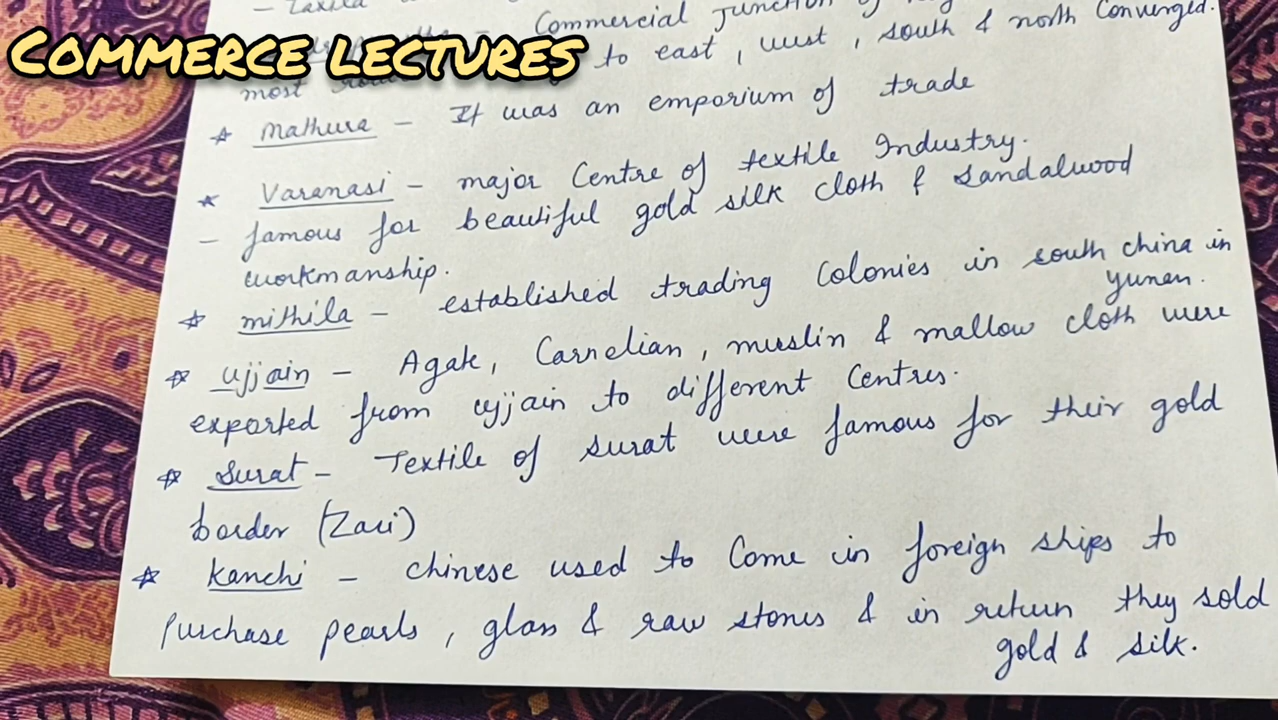 COMMERCE LECTURES
- Taxila
Commercial Junction of
most to east, west, south & north Converged.
☆ Mathura - It was an emporium of trade
☆ Varanasi - major Centre of textile Industry.
- famous for beautiful gold silk cloth & sandalwood
workmanship.
☆ mithila - established trading Colonies in south china in
yunan.
☆ ujjain - Agate, Carnelian, muslin & mallow cloth were
exported from ujjain to different Centres.
☆ Surat - Textile of surat were famous for their gold
border (Zari)
☆ Kanchi - chinese used to Come in foreign ships to
purchase pearls, glass & raw stones & in return they sold
gold & silk.